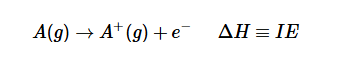 A(g) → A⁺(g) + e⁻  ΔH ≡ IE